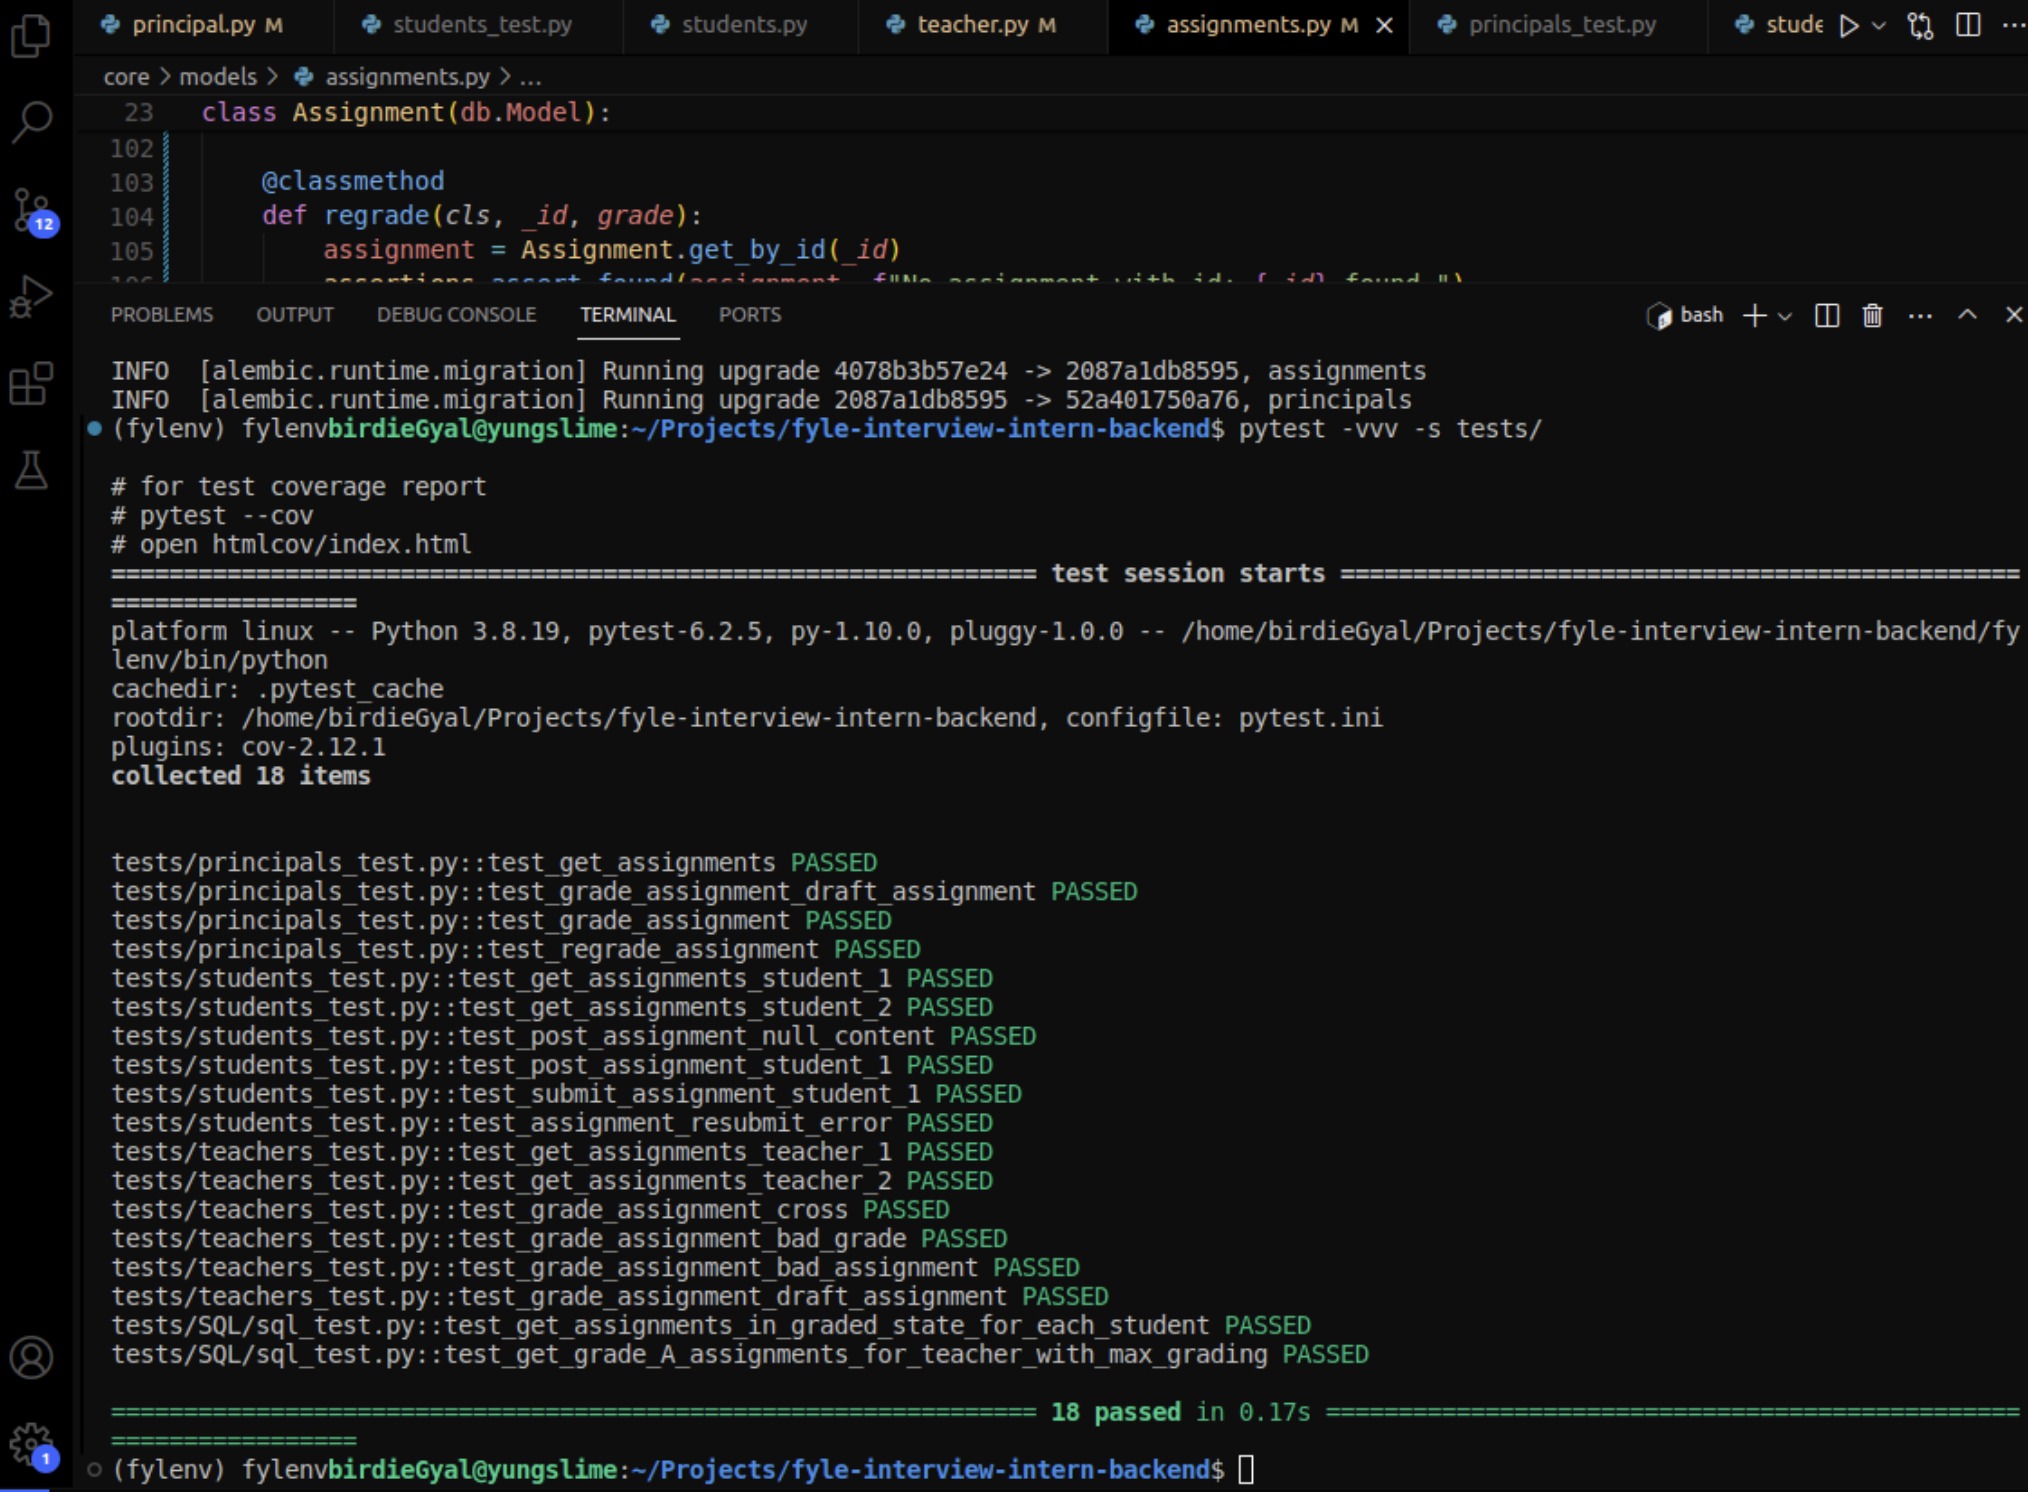 principal.py M students_test.py students.py teacher.py M assignments.py M principals_test.py stude
core > models > assignments.py > ...
23 class Assignment(db.Model):
102
103 @classmethod
104 def regrade(cls, _id, grade):
105 assignment = Assignment.get_by_id(_id)
106 assertions.assert_found(assignment, f"No assignment with id: {_id} found.")
12
PROBLEMS OUTPUT DEBUG CONSOLE TERMINAL PORTS bash
INFO [alembic.runtime.migration] Running upgrade 4078b3b57e24 -> 2087a1db8595, assignments
INFO [alembic.runtime.migration] Running upgrade 2087a1db8595 -> 52a401750a76, principals
(fylenv) fylenvbirdieGyal@yungslime:~/Projects/fyle-interview-intern-backend$ pytest -vvv -s tests/
# for test coverage report
# pytest --cov
# open htmlcov/index.html
================================================================ test session starts ===============================================
=================
platform linux -- Python 3.8.19, pytest-6.2.5, py-1.10.0, pluggy-1.0.0 -- /home/birdieGyal/Projects/fyle-interview-intern-backend/fy
lenv/bin/python
cachedir: .pytest_cache
rootdir: /home/birdieGyal/Projects/fyle-interview-intern-backend, configfile: pytest.ini
plugins: cov-2.12.1
collected 18 items
tests/principals_test.py::test_get_assignments PASSED
tests/principals_test.py::test_grade_assignment_draft_assignment PASSED
tests/principals_test.py::test_grade_assignment PASSED
tests/principals_test.py::test_regrade_assignment PASSED
tests/students_test.py::test_get_assignments_student_1 PASSED
tests/students_test.py::test_get_assignments_student_2 PASSED
tests/students_test.py::test_post_assignment_null_content PASSED
tests/students_test.py::test_post_assignment_student_1 PASSED
tests/students_test.py::test_submit_assignment_student_1 PASSED
tests/students_test.py::test_assignment_resubmit_error PASSED
tests/teachers_test.py::test_get_assignments_teacher_1 PASSED
tests/teachers_test.py::test_get_assignments_teacher_2 PASSED
tests/teachers_test.py::test_grade_assignment_cross PASSED
tests/teachers_test.py::test_grade_assignment_bad_grade PASSED
tests/teachers_test.py::test_grade_assignment_bad_assignment PASSED
tests/teachers_test.py::test_grade_assignment_draft_assignment PASSED
tests/SQL/sql_test.py::test_get_assignments_in_graded_state_for_each_student PASSED
tests/SQL/sql_test.py::test_get_grade_A_assignments_for_teacher_with_max_grading PASSED
================================================================ 18 passed in 0.17s ================================================
=================
1
(fylenv) fylenvbirdieGyal@yungslime:~/Projects/fyle-interview-intern-backend$